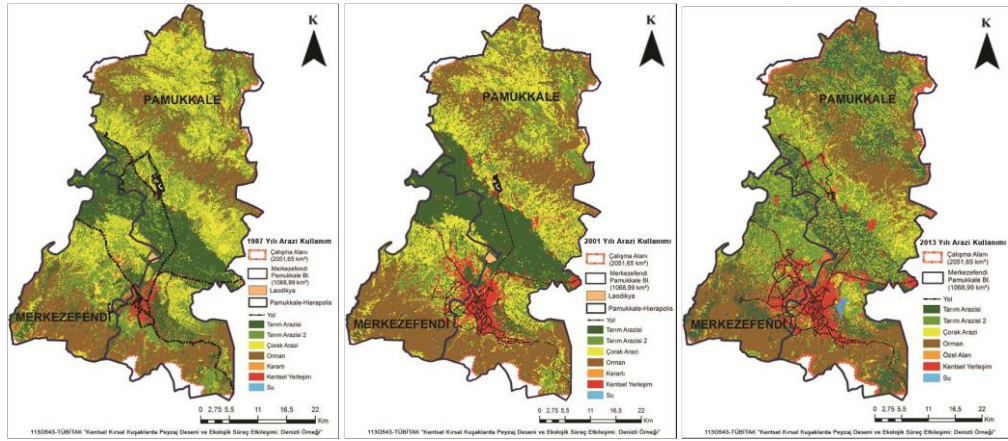 K
PAMUKKALE
MERKEZEFENDİ
1987 Yılı Arazi Kullanımı
Çalışma Alanı
(2051,65 km²)
Merkezefendi
Pamukkale Bl.
(1068,99 km²)
Laodikya
Pamukkale-Hierapolis
Yol
Tarım Arazisi
Tarım Arazisi 2
Çorak Arazi
Orman
Karartı
Kentsel Yerleşim
Su
0 2,75 5,5 11 16,5 22
Km
113O543-TÜBİTAK "Kentsel Kırsal Kuşaklarda Peyzaj Deseni ve Ekolojik Süreç Etkileşimi: Denizli Örneği"
K
PAMUKKALE
MERKEZEFENDİ
2001 Yılı Arazi Kullanımı
Çalışma Alanı
(2051,65 km²)
Merkezefendi
Pamukkale Bl.
(1068,99 km²)
Laodikya
Pamukkale-Hierapolis
Yol
Tarım Arazisi
Tarım Arazisi 2
Çorak Arazi
Orman
Karartı
Kentsel Yerleşim
Su
0 2,75 5,5 11 16,5 22
Km
113O543-TÜBİTAK "Kentsel Kırsal Kuşaklarda Peyzaj Deseni ve Ekolojik Süreç Etkileşimi: Denizli Örneği"
K
PAMUKKALE
MERKEZEFENDİ
2013 Yılı Arazi Kullanımı
Çalışma Alanı
(2051,65 km²)
Merkezefendi
Pamukkale Bl.
(1068,99 km²)
Yol
Tarım Arazisi
Tarım Arazisi 2
Çorak Arazi
Orman
Özel Alan
Kentsel Yerleşim
Su
0 2,75 5,5 11 16,5 22
Km
113O543-TÜBİTAK "Kentsel Kırsal Kuşaklarda Peyzaj Deseni ve Ekolojik Süreç Etkileşimi: Denizli Örneği"